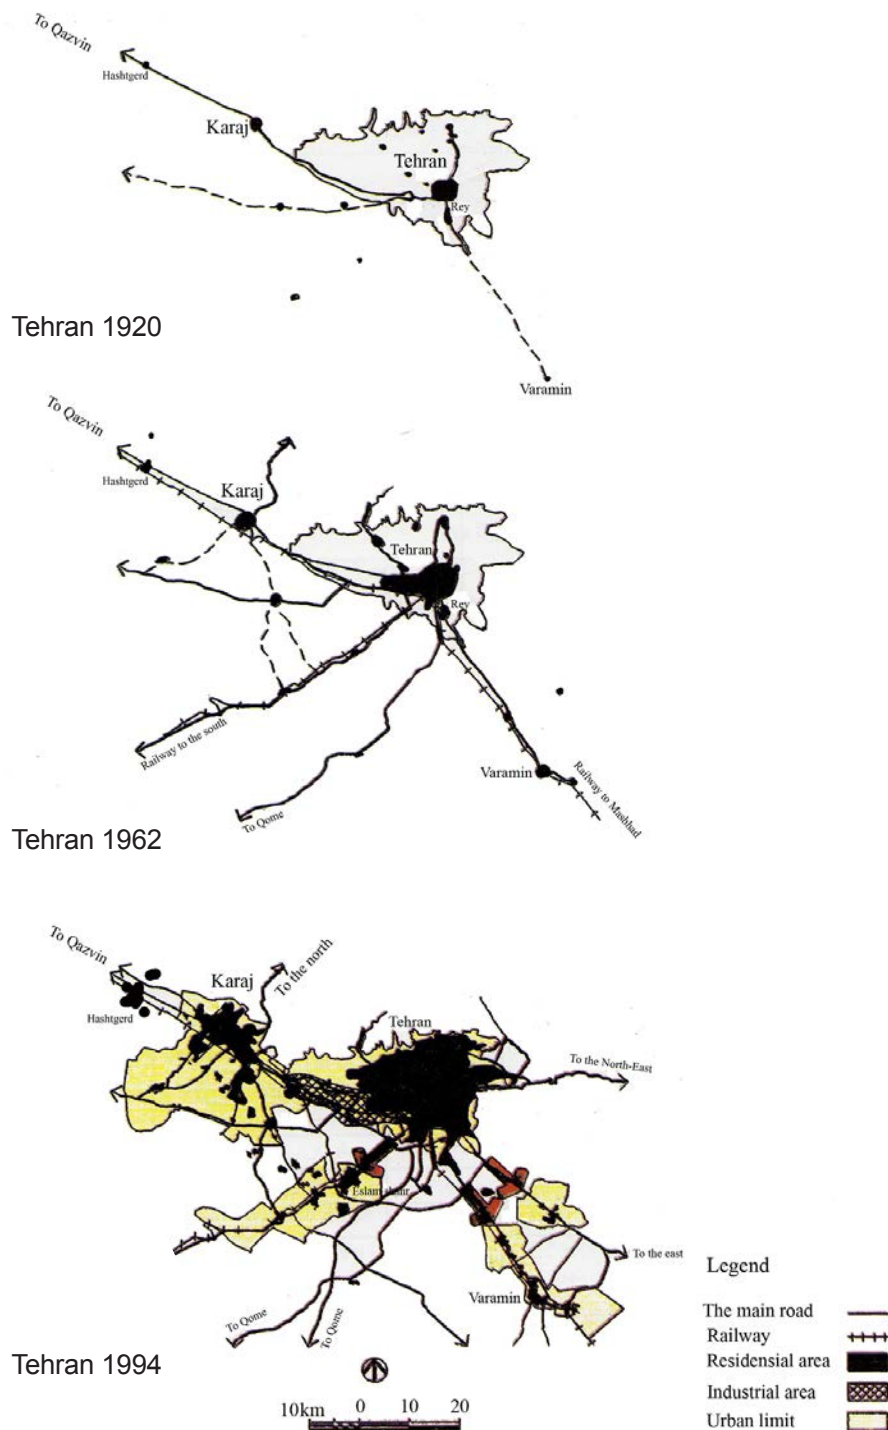 To Qazvin
Hashtgerd
Karaj
Tehran
Rey
Tehran 1920
Varamin
To Qazvin
Hashtgerd
Karaj
Tehran
Rey
Railway to the south
Varamin
Railway to Mashhad
To Qome
Tehran 1962
To Qazvin
Karaj
To the north
Hashtgerd
Tehran
To the North-East
Eslam shahr
To the east
Legend
Varamin
The main road
To Qome
To Qome
Railway
Tehran 1994
Residensial area
Industrial area
10km 0 10 20
Urban limit